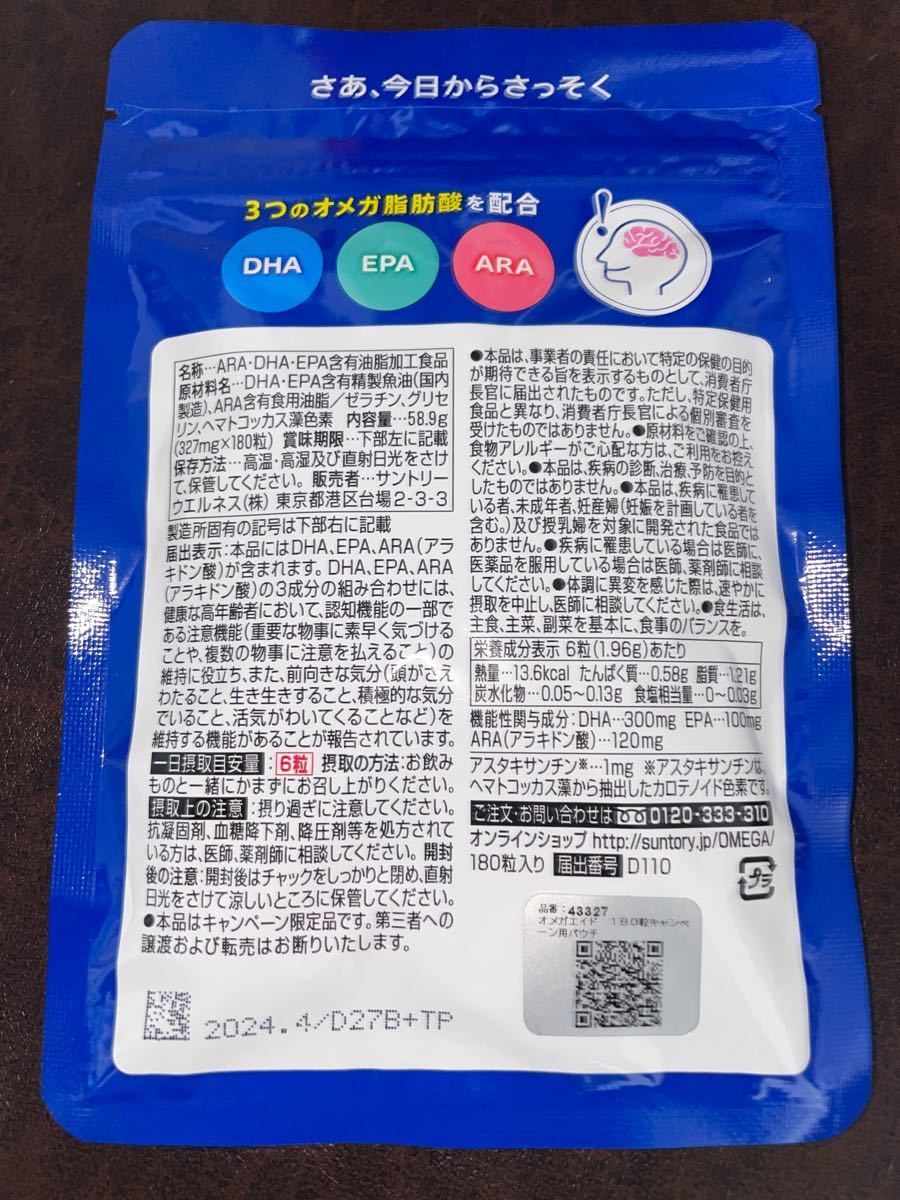 さあ、今日からさっそく
3つのオメガ脂肪酸を配合
DHA
EPA
ARA
名称…ARA・DHA・EPA含有油脂加工食品
原材料名…DHA・EPA含有精製魚油(国内
製造)、ARA含有食用油脂／ゼラチン、グリセ
リン、ヘマトコッカス藻色素 内容量…58.9g
(327mg×180粒) 賞味期限…下部左に記載
保存方法…高温・高湿及び直射日光をさけ
て、保管してください。 販売者…サントリー
ウエルネス(株) 東京都港区台場2-3-3
製造所固有の記号は下部右に記載
届出表示：本品にはDHA、EPA、ARA(アラ
キドン酸)が含まれます。DHA、EPA、ARA
(アラキドン酸)の3成分の組み合わせには、
健康な高年齢者において、認知機能の一部で
ある注意機能(重要な物事に素早く気づける
ことや、複数の物事に注意を払えること)の
維持に役立ち、また、前向きな気分(頭がさえ
わたること、生き生きすること、積極的な気分
でいること、活気がわいてくることなど)を
維持する機能があることが報告されています。
一日摂取目安量：6粒 摂取の方法：お飲み
ものと一緒にかまずにお召し上がりください。
摂取上の注意：摂り過ぎに注意してください。
抗凝固剤、血糖降下剤、降圧剤等を処方されて
いる方は、医師、薬剤師に相談してください。 開封
後の注意：開封後はチャックをしっかりと閉め、直射
日光をさけて涼しいところに保管してください。
●本品はキャンペーン限定品です。第三者への
譲渡および転売はお断りいたします。
2024.4/D27B+TP
●本品は、事業者の責任において特定の保健の目的
が期待できる旨を表示するものとして、消費者庁
長官に届出されたものです。ただし、特定保健用
食品と異なり、消費者庁長官による個別審査を
受けたものではありません。●原材料をご確認の上、
食物アレルギーがご心配な方は、ご利用をお控え
ください。●本品は、疾病の診断、治療、予防を目的と
したものではありません。●本品は、疾病に罹患して
いる者、未成年者、妊産婦(妊娠を計画している者を
含む。)及び授乳婦を対象に開発された食品では
ありません。●疾病に罹患している場合は医師に、
医薬品を服用している場合は医師、薬剤師に相談
してください。●体調に異変を感じた際は、速やかに
摂取を中止し、医師に相談してください。●食生活は、
主食、主菜、副菜を基本に、食事のバランスを。
栄養成分表示 6粒(1.96g)あたり
熱量…13.6kcal たんぱく質…0.58g 脂質…1.21g
炭水化物…0.05～0.13g 食塩相当量…0～0.03g
機能性関与成分：DHA…300mg EPA…100mg
ARA(アラキドン酸)…120mg
アスタキサンチン※…1mg ※アスタキサンチンは、
ヘマトコッカス藻から抽出したカロテノイド色素です。
ご注文・お問い合わせは 0120-333-310
オンラインショップ http://suntory.jp/OMEGA/
180粒入り 届出番号 D110
プラ
品番：43327
オメガエイド 180粒キャンペ
ーン用パウチ